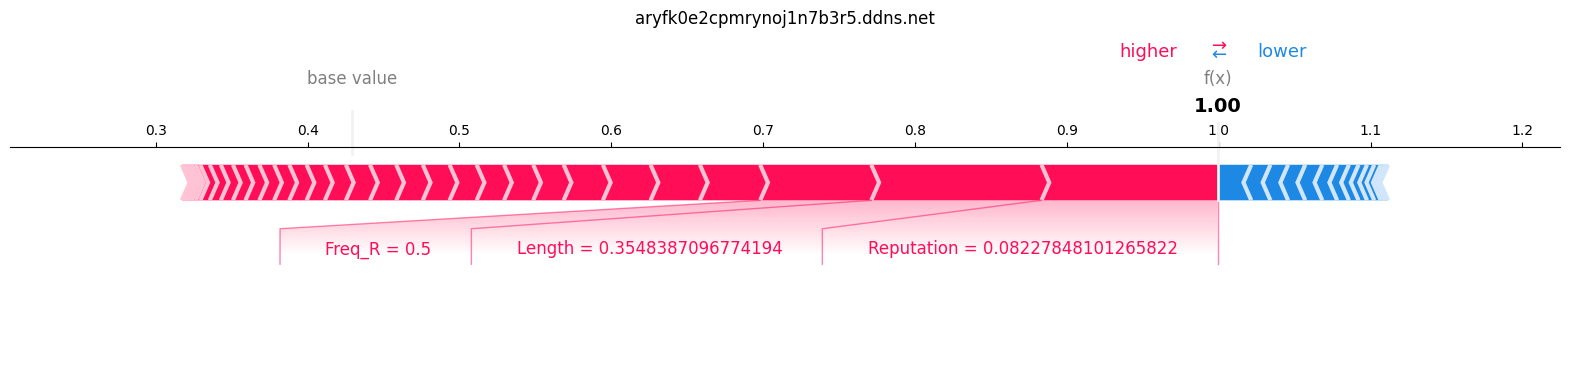 aryfk0e2cpmrynoj1n7b3r5.ddns.net
higher → ← lower
base value f(x)
1.00
0.3 0.4 0.5 0.6 0.7 0.8 0.9 1.0 1.1 1.2
Freq_R = 0.5 Length = 0.3548387096774194 Reputation = 0.08227848101265822